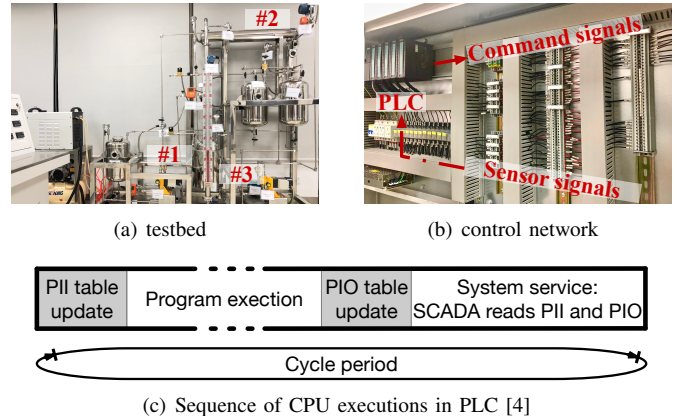 #2
#1
#3
Command signals
PLC
Sensor signals
(a) testbed
(b) control network
PII table
update
Program exection
PIO table
update
System service:
SCADA reads PII and PIO
Cycle period
(c) Sequence of CPU executions in PLC [4]